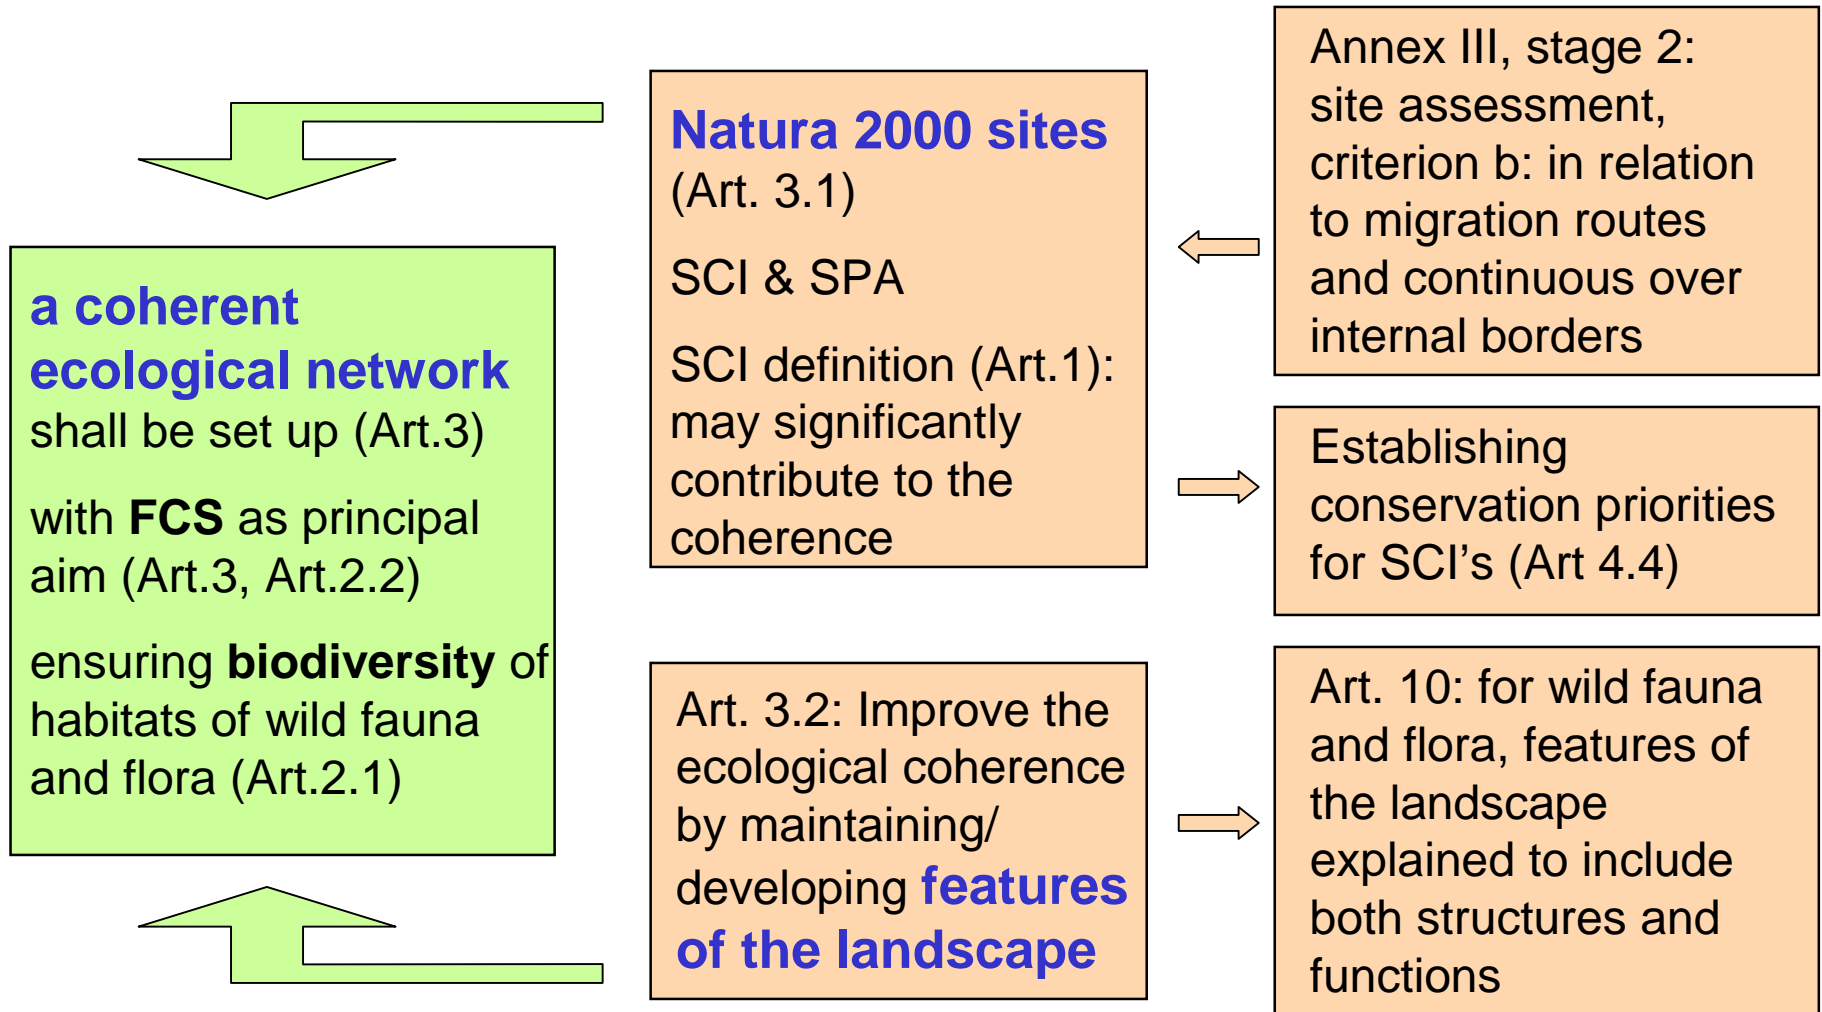 a coherent
ecological network
shall be set up (Art.3)
with FCS as principal
aim (Art.3, Art.2.2)
ensuring biodiversity of
habitats of wild fauna
and flora (Art.2.1)
Natura 2000 sites
(Art. 3.1)
SCI & SPA
SCI definition (Art.1):
may significantly
contribute to the
coherence
Art. 3.2: Improve the
ecological coherence
by maintaining/
developing features
of the landscape
Annex III, stage 2:
site assessment,
criterion b: in relation
to migration routes
and continuous over
internal borders
Establishing
conservation priorities
for SCI’s (Art 4.4)
Art. 10: for wild fauna
and flora, features of
the landscape
explained to include
both structures and
functions